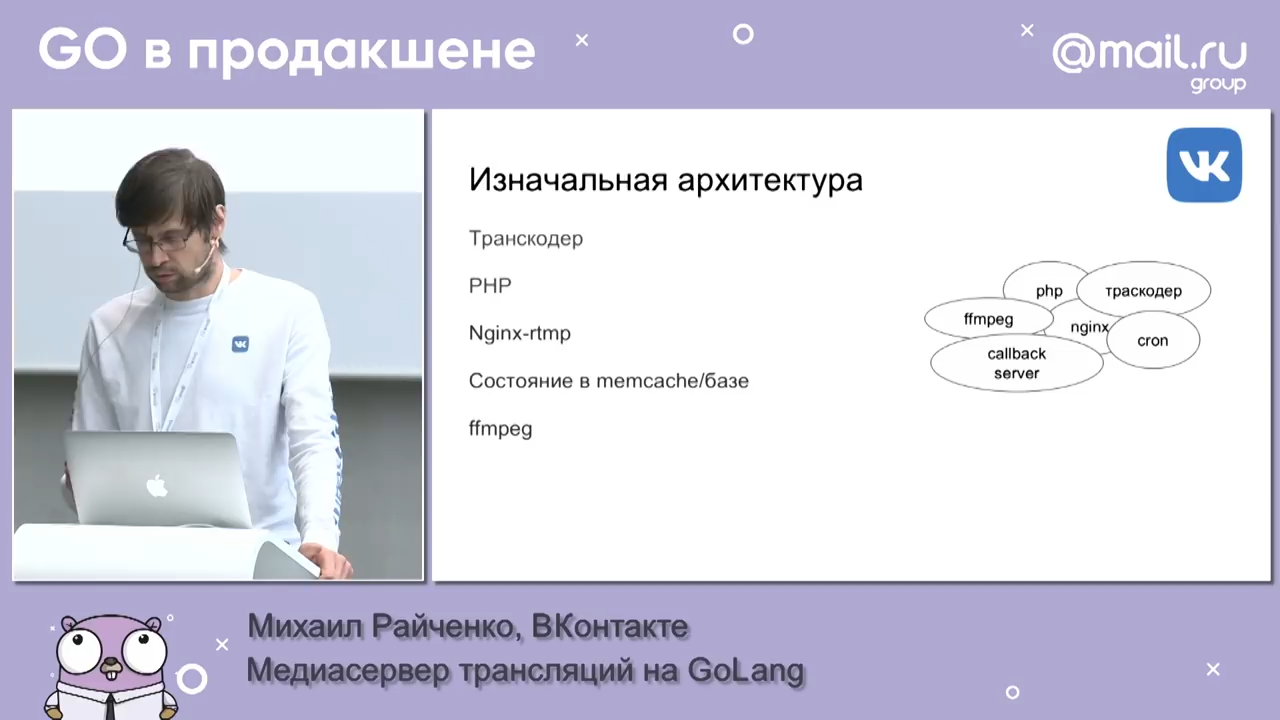 GO в продакшене
@mail.ru
group
VK
Изначальная архитектура
Транскодер
PHP
Nginx-rtmp
Состояние в memcache/базе
ffmpeg
php
траскодер
ffmpeg
nginx
cron
callback
server
Михаил Райченко, ВКонтакте
Медиасервер трансляций на GoLang